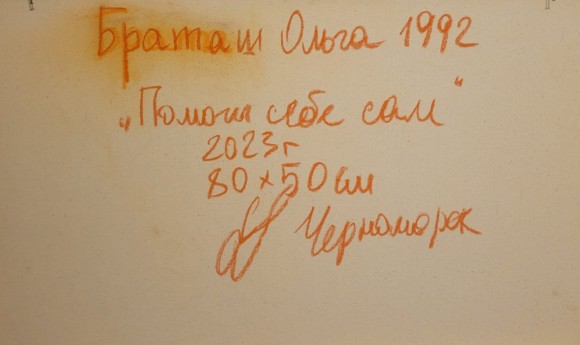 Браташ Ольга 1992
„Помоги себе сам"
2023г
80×50см
Черноморск